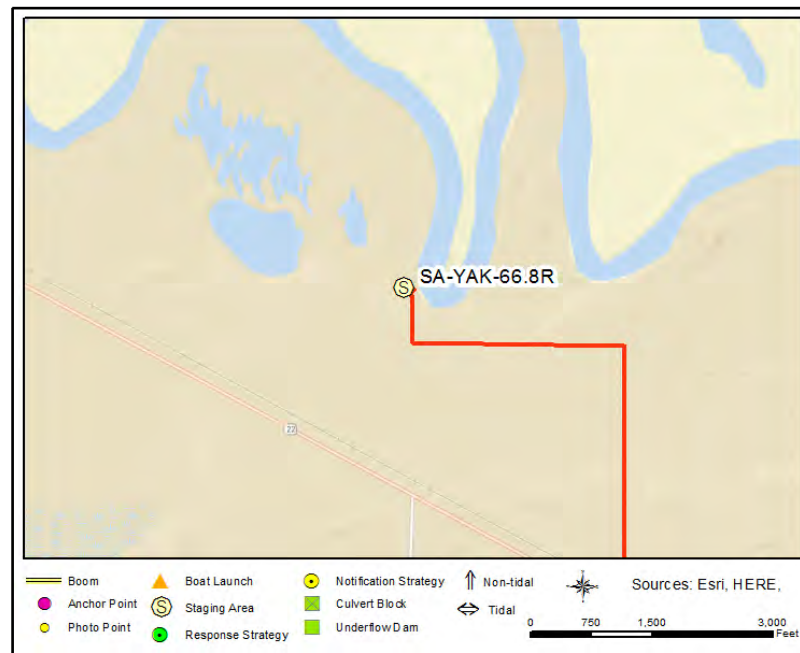 SA-YAK-66.8R
22
Boom
Boat Launch
Notification Strategy
Non-tidal
Sources: Esri, HERE,
Anchor Point
Staging Area
Culvert Block
Tidal
Photo Point
Response Strategy
Underflow Dam
0 750 1,500 3,000
Feet
S
S